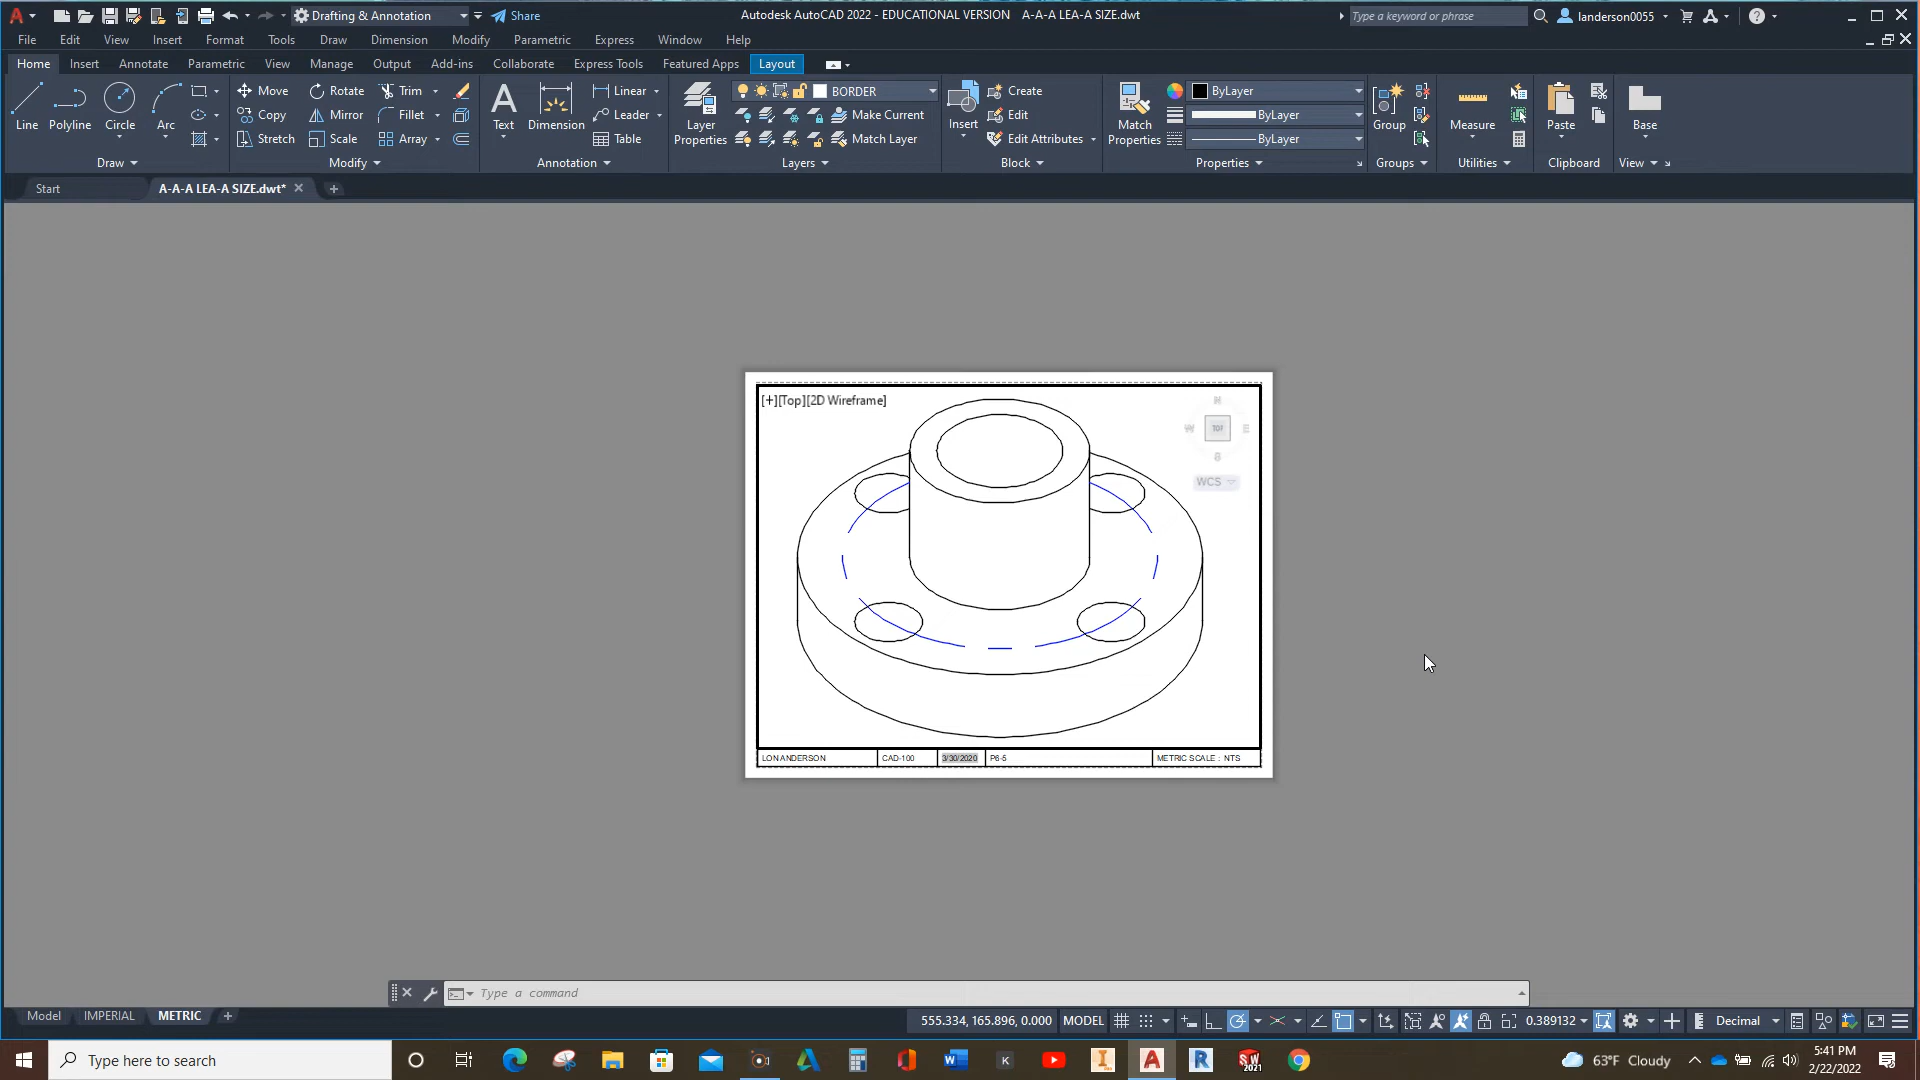 Drafting & Annotation
Share
Autodesk AutoCAD 2022 - EDUCATIONAL VERSION A-A-A LEA-A SIZE.dwt
Type a keyword or phrase
landerson0055
File Edit View Insert Format Tools Draw Dimension Modify Parametric Express Window Help
Home Insert Annotate Parametric View Manage Output Add-ins Collaborate Express Tools Featured Apps Layout
Line Polyline Circle Arc
Move Rotate Trim
Copy Mirror Fillet
Stretch Scale Array
Text Dimension
Linear
Leader
Table
Layer Properties
BORDER
Make Current
Match Layer
Insert
Create
Edit
Edit Attributes
Match Properties
ByLayer
ByLayer
ByLayer
Group
Measure
Paste
Base
Draw Modify Annotation Layers Block Properties Groups Utilities Clipboard View
Start A-A-A LEA-A SIZE.dwt*
[+][Top][2D Wireframe]
N
W TOP E
S
WCS
LON ANDERSON CAD-100 3/30/2020 P6-5 METRIC SCALE : NTS
Type a command
Model IMPERIAL METRIC
555.334, 165.896, 0.000 MODEL 0.389132 Decimal
Type here to search
K
SW 2021
63°F Cloudy
5:41 PM
2/22/2022